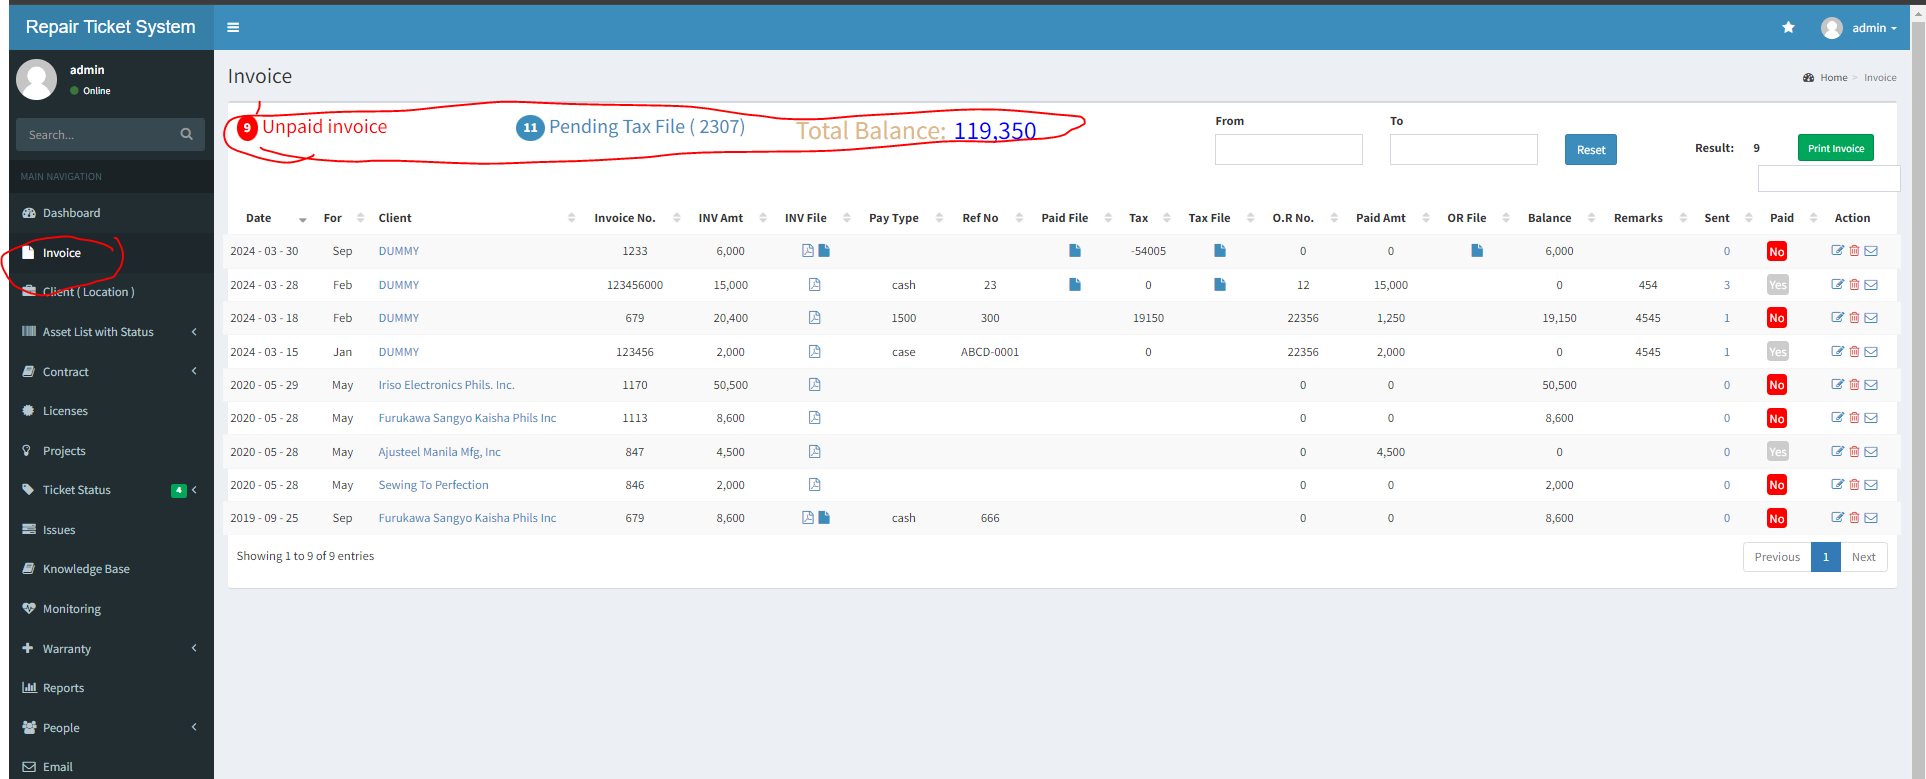 Repair Ticket System
admin
admin
Online
Search...
MAIN NAVIGATION
Dashboard
Invoice
Client ( Location )
Asset List with Status
Contract
Licenses
Projects
Ticket Status 4
Issues
Knowledge Base
Monitoring
Warranty
Reports
People
Email
Invoice
Home > Invoice
9 Unpaid invoice 11 Pending Tax File ( 2307) Total Balance: 119,350
From To
Reset Result: 9 Print Invoice
Date For Client Invoice No. INV Amt INV File Pay Type Ref No Paid File Tax Tax File O.R No. Paid Amt OR File Balance Remarks Sent Paid Action
2024 - 03 - 30 Sep DUMMY 1233 6,000 -54005 0 0 6,000 0 No
2024 - 03 - 28 Feb DUMMY 123456000 15,000 cash 23 0 12 15,000 0 454 3 Yes
2024 - 03 - 18 Feb DUMMY 679 20,400 1500 300 19150 22356 1,250 19,150 4545 1 No
2024 - 03 - 15 Jan DUMMY 123456 2,000 case ABCD-0001 0 22356 2,000 0 4545 1 Yes
2020 - 05 - 29 May Iriso Electronics Phils. Inc. 1170 50,500 0 0 50,500 0 No
2020 - 05 - 28 May Furukawa Sangyo Kaisha Phils Inc 1113 8,600 0 0 8,600 0 No
2020 - 05 - 28 May Ajusteel Manila Mfg, Inc 847 4,500 0 4,500 0 0 Yes
2020 - 05 - 28 May Sewing To Perfection 846 2,000 0 0 2,000 0 No
2019 - 09 - 25 Sep Furukawa Sangyo Kaisha Phils Inc 679 8,600 cash 666 0 0 8,600 0 No
Showing 1 to 9 of 9 entries
Previous 1 Next